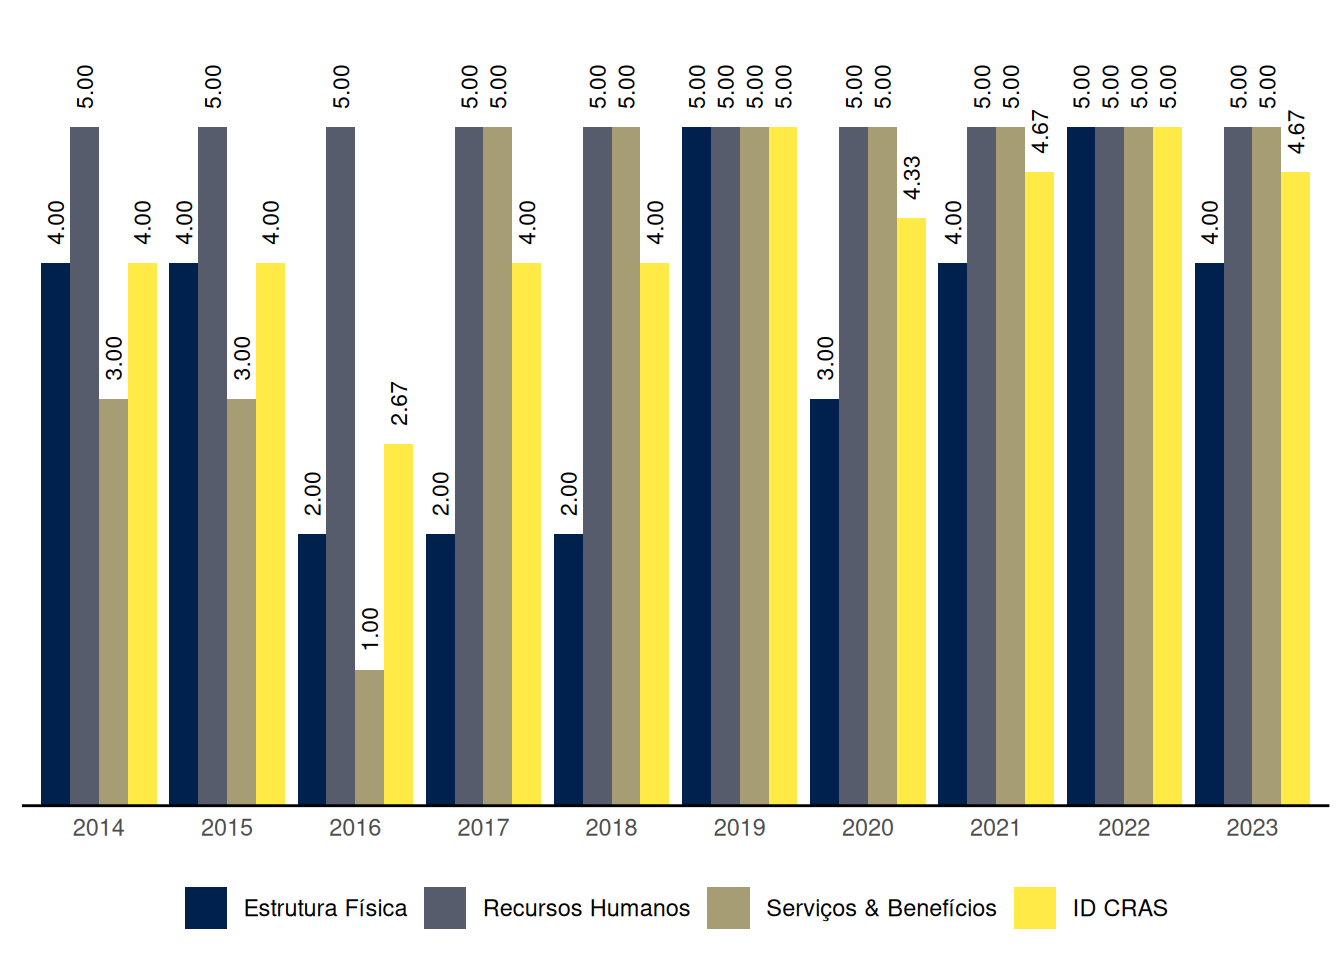 5.00 5.00 5.00 5.00 5.00 5.00 5.00 5.00 5.00 5.00 5.00 5.00 5.00 5.00 5.00 5.00 5.00 5.00 5.00 5.00 5.00
4.67 4.67
4.33
4.00 4.00 4.00 4.00 4.00 4.00 4.00 4.00
3.00 3.00 3.00
2.67
2.00 2.00 2.00
1.00
2014 2015 2016 2017 2018 2019 2020 2021 2022 2023
Estrutura Física Recursos Humanos Serviços & Benefícios ID CRAS